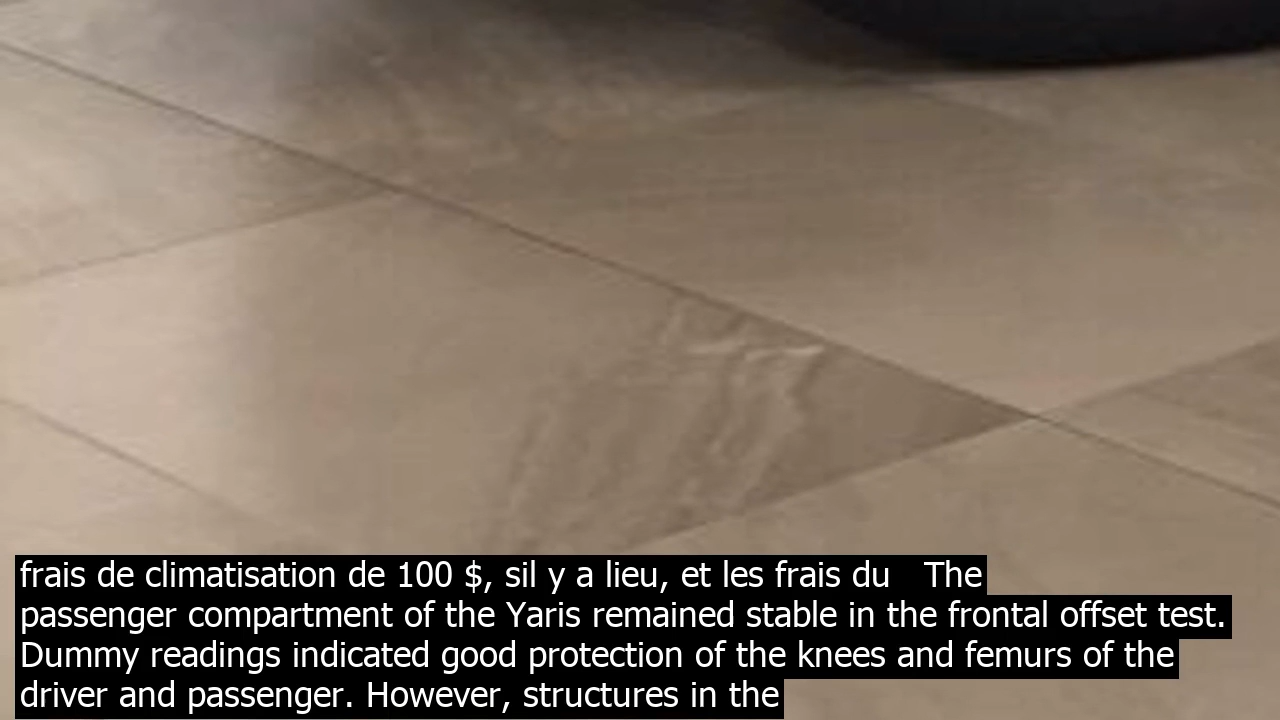 frais de climatisation de 100 $, sil y a lieu, et les frais du   The
passenger compartment of the Yaris remained stable in the frontal offset test.
Dummy readings indicated good protection of the knees and femurs of the
driver and passenger. However, structures in the